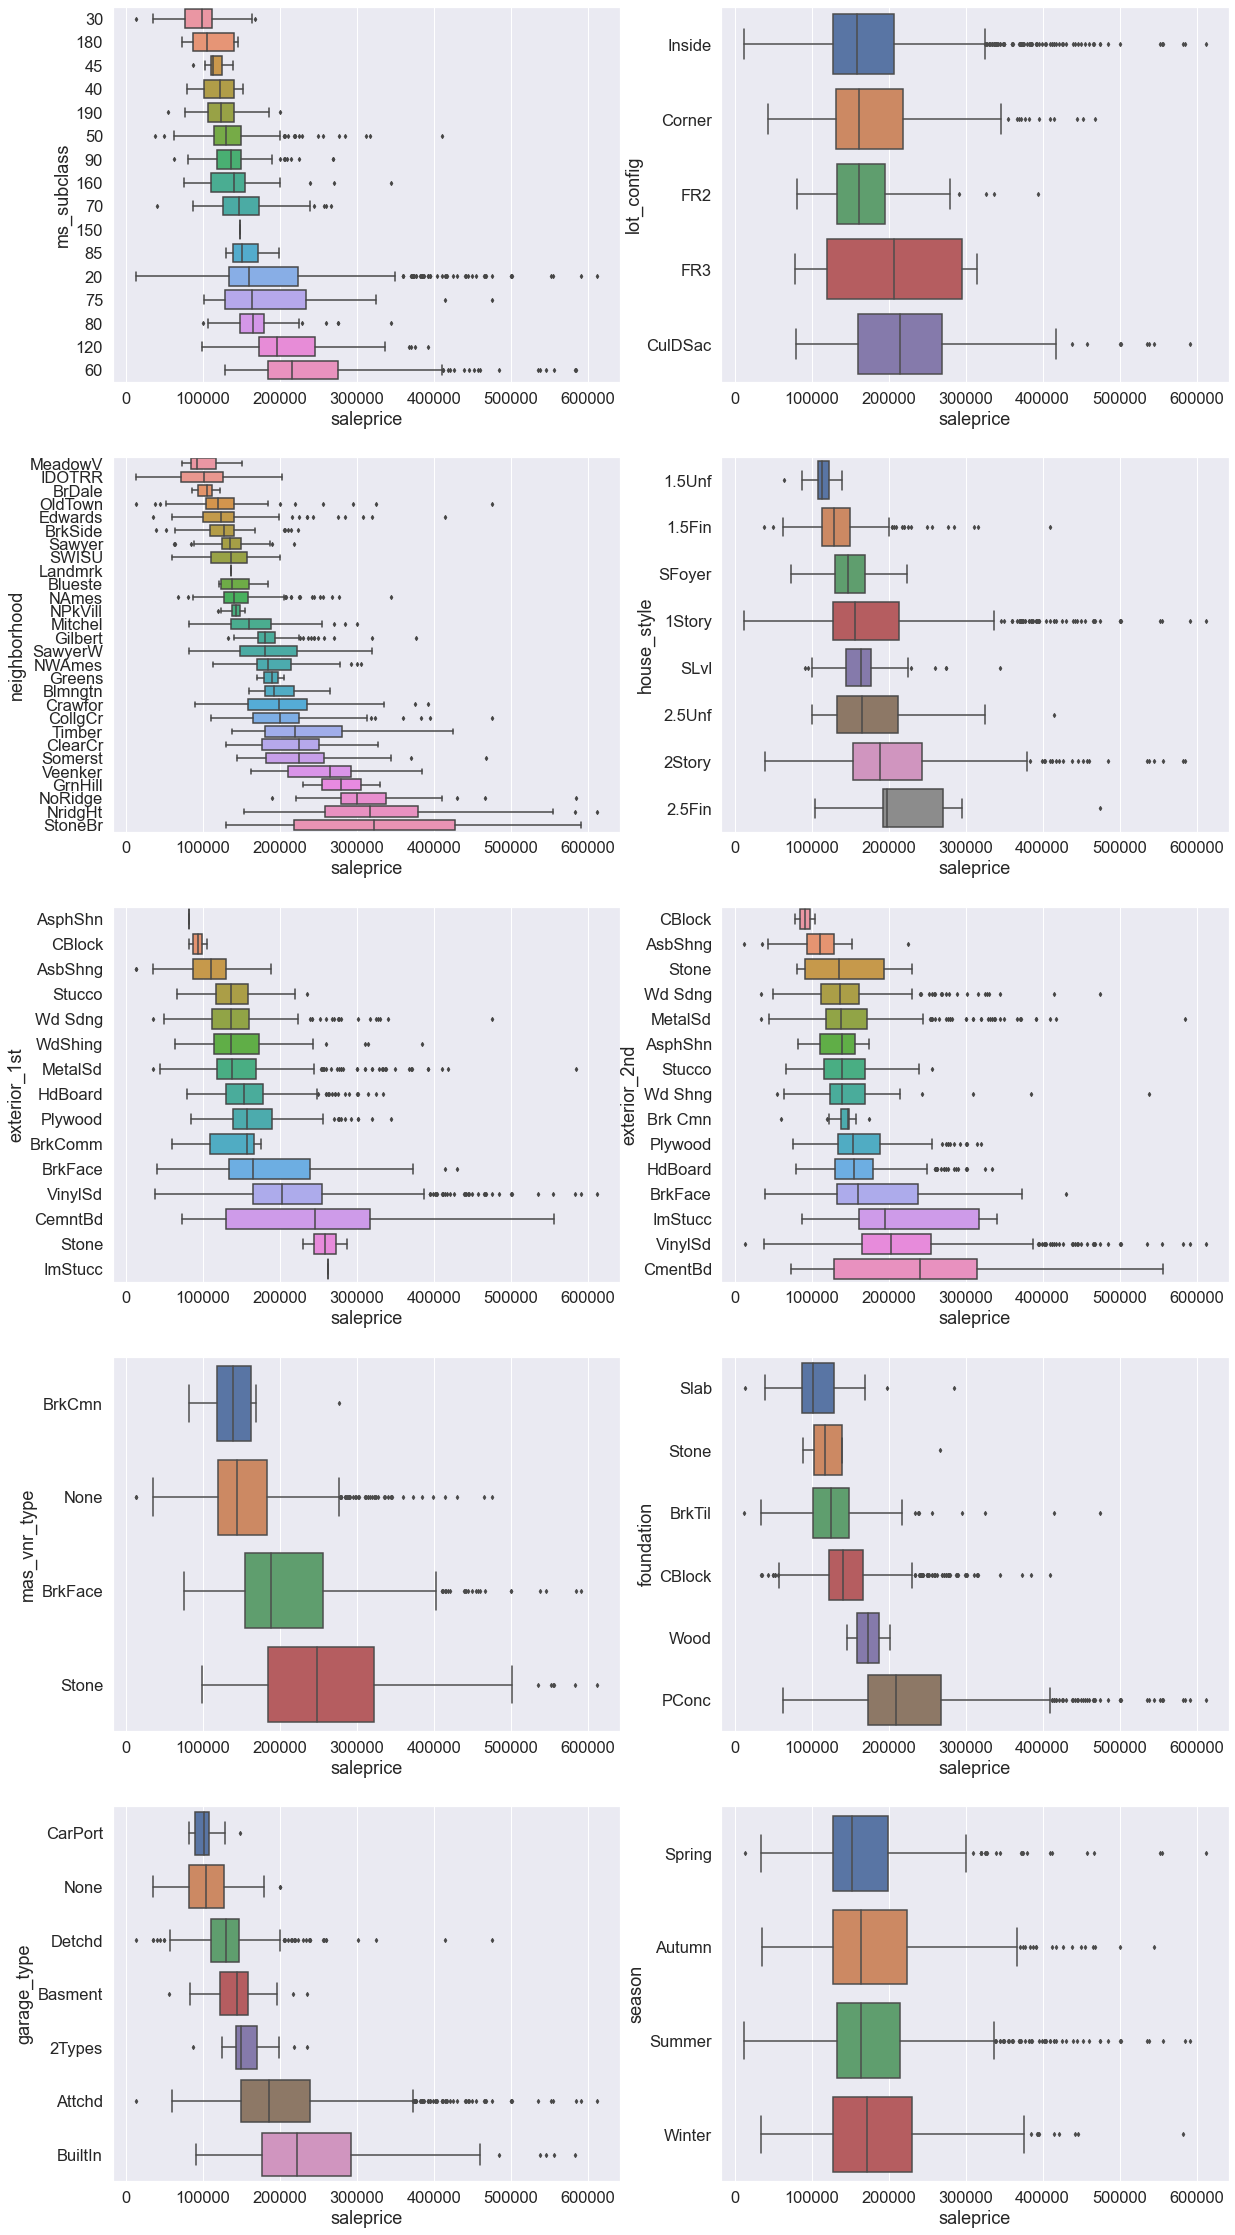 ms_subclass
30
180
45
40
190
50
90
160
70
150
85
20
75
80
120
60
0 100000 200000 300000 400000 500000 600000
saleprice
lot_config
Inside
Corner
FR2
FR3
CulDSac
0 100000 200000 300000 400000 500000 600000
saleprice
neighborhood
MeadowV
IDOTRR
BrDale
OldTown
Edwards
BrkSide
Sawyer
SWISU
Landmrk
Blueste
NAmes
NPkVill
Mitchel
Gilbert
SawyerW
NWAmes
Greens
Blmngtn
Crawfor
CollgCr
Timber
ClearCr
Somerst
Veenker
GrnHill
NoRidge
NridgHt
StoneBr
0 100000 200000 300000 400000 500000 600000
saleprice
house_style
1.5Unf
1.5Fin
SFoyer
1Story
SLvl
2.5Unf
2Story
2.5Fin
0 100000 200000 300000 400000 500000 600000
saleprice
exterior_1st
AsphShn
CBlock
AsbShng
Stucco
Wd Sdng
WdShing
MetalSd
HdBoard
Plywood
BrkComm
BrkFace
VinylSd
CemntBd
Stone
ImStucc
0 100000 200000 300000 400000 500000 600000
saleprice
exterior_2nd
CBlock
AsbShng
Stone
Wd Sdng
MetalSd
AsphShn
Stucco
Wd Shng
Brk Cmn
Plywood
HdBoard
BrkFace
ImStucc
VinylSd
CmentBd
0 100000 200000 300000 400000 500000 600000
saleprice
mas_vnr_type
BrkCmn
None
BrkFace
Stone
0 100000 200000 300000 400000 500000 600000
saleprice
foundation
Slab
Stone
BrkTil
CBlock
Wood
PConc
0 100000 200000 300000 400000 500000 600000
saleprice
garage_type
CarPort
None
Detchd
Basment
2Types
Attchd
BuiltIn
0 100000 200000 300000 400000 500000 600000
saleprice
season
Spring
Autumn
Summer
Winter
0 100000 200000 300000 400000 500000 600000
saleprice